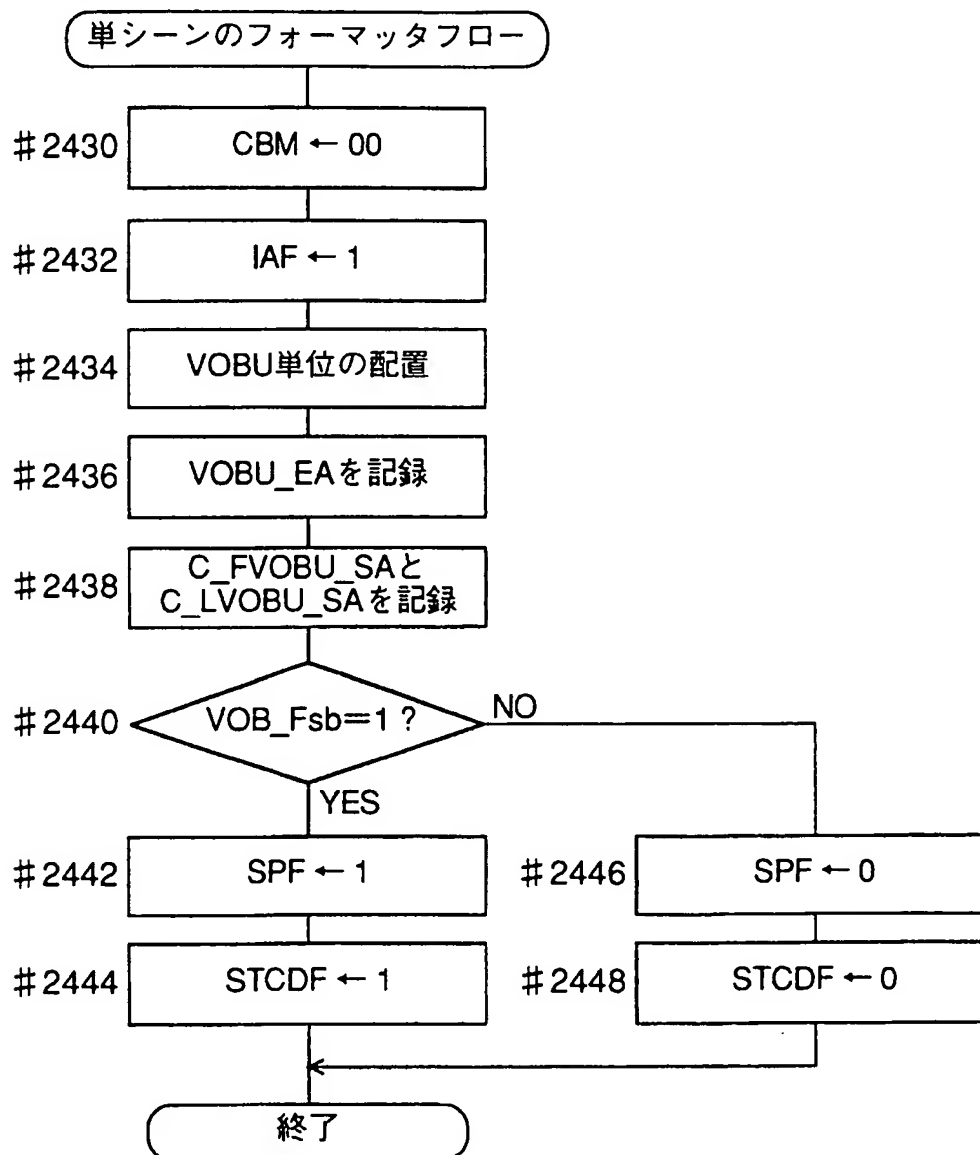 単シーンのフォーマッタフロー
#2430
CBM ← 00
#2432
IAF ← 1
#2434
VOBU単位の配置
#2436
VOBU_EAを記録
#2438
C_FVOBU_SAと
C_LVOBU_SAを記録
#2440
VOB_Fsb=1 ?
NO
YES
#2442
SPF ← 1
#2446
SPF ← 0
#2444
STCDF ← 1
#2448
STCDF ← 0
終了